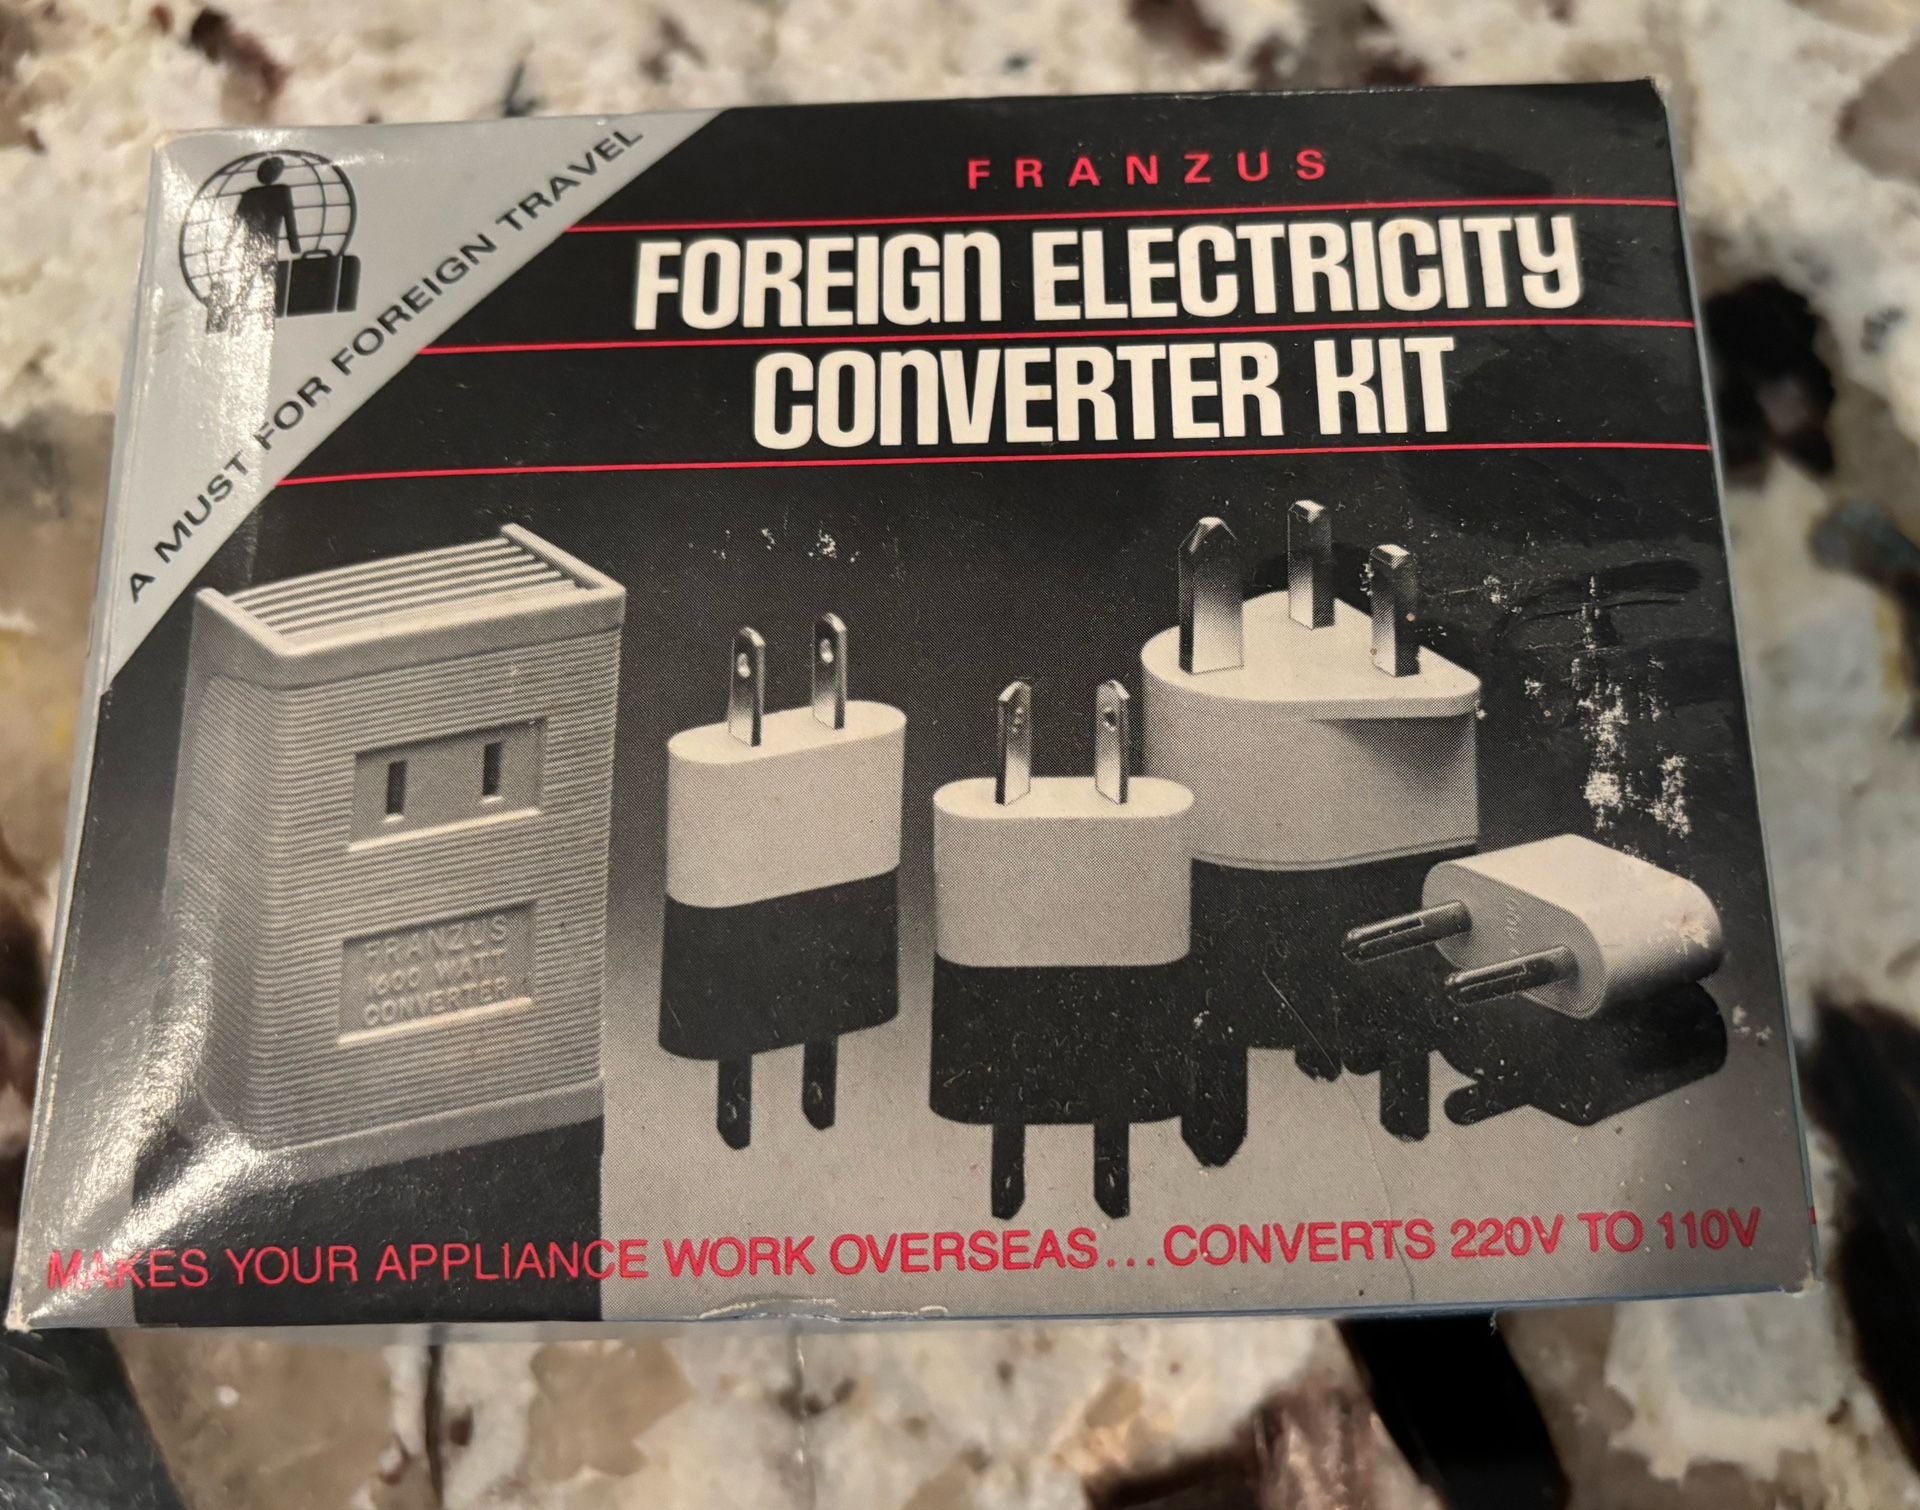 A MUST FOR FOREIGN TRAVEL
FRANZUS
FOREIGN ELECTRICITY
CONVERTER KIT
FRANZUS
1600 WATT
CONVERTER
MAKES YOUR APPLIANCE WORK OVERSEAS...CONVERTS 220V TO 110V